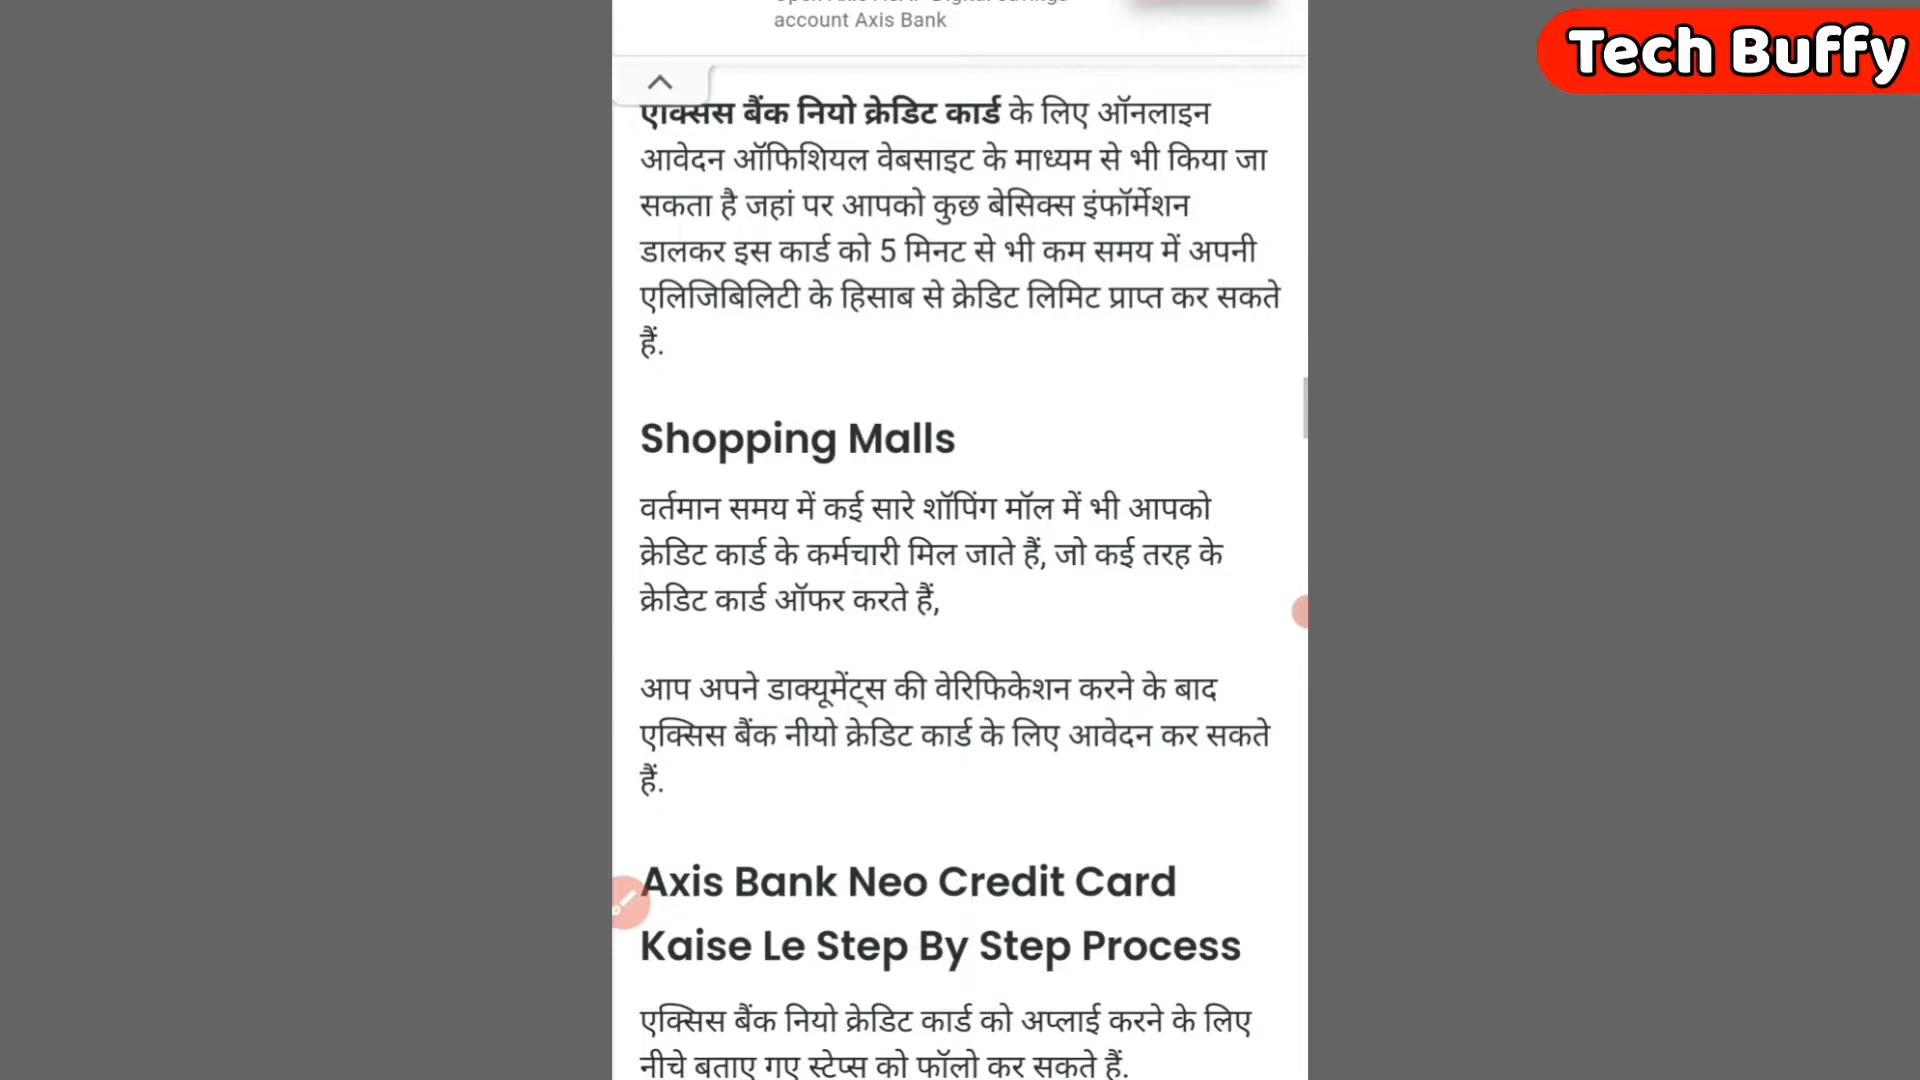 account Axis Bank
Tech Buffy
एक्सिस बैंक नियो क्रेडिट कार्ड के लिए ऑनलाइन
आवेदन ऑफिशियल वेबसाइट के माध्यम से भी किया जा
सकता है जहां पर आपको कुछ बेसिक्स इंफॉर्मेशन
डालकर इस कार्ड को 5 मिनट से भी कम समय में अपनी
एलिजिबिलिटी के हिसाब से क्रेडिट लिमिट प्राप्त कर सकते
हैं.
Shopping Malls
वर्तमान समय में कई सारे शॉपिंग मॉल में भी आपको
क्रेडिट कार्ड के कर्मचारी मिल जाते हैं, जो कई तरह के
क्रेडिट कार्ड ऑफर करते हैं,
आप अपने डाक्यूमेंट्स की वेरिफिकेशन करने के बाद
एक्सिस बैंक नीयो क्रेडिट कार्ड के लिए आवेदन कर सकते
हैं.
Axis Bank Neo Credit Card
Kaise Le Step By Step Process
एक्सिस बैंक नियो क्रेडिट कार्ड को अप्लाई करने के लिए
नीचे बताए गए स्टेप्स को फॉलो कर सकते हैं.